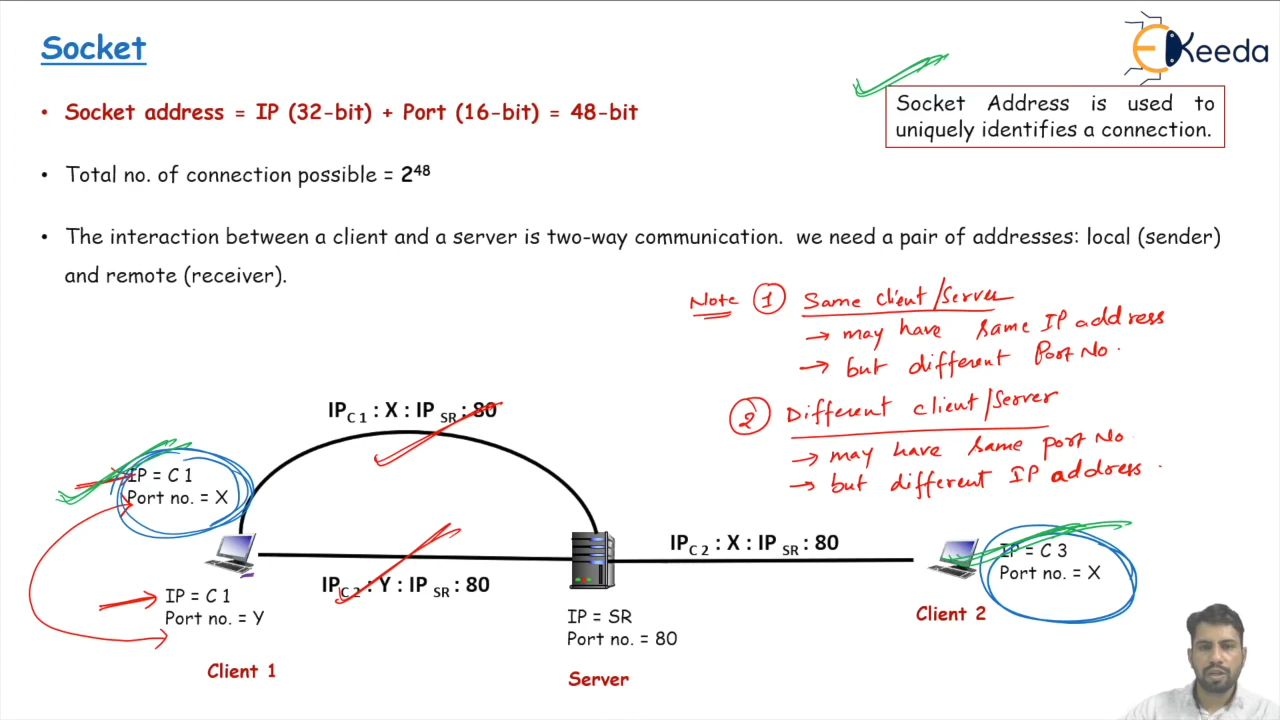 Socket
EKeeda
• Socket address = IP (32-bit) + Port (16-bit) = 48-bit
Socket Address is used to
uniquely identifies a connection.
• Total no. of connection possible = 2⁴⁸
• The interaction between a client and a server is two-way communication. we need a pair of addresses: local (sender)
and remote (receiver).
Note ① Same client/Server
→ may have same IP address
→ but different Port No.
② Different client/Server
→ may have same port No.
→ but different IP address.
IP C 1 : X : IP SR : 80
IP = C 1
Port no. = X
IP C 2 : Y : IP SR : 80
IP C 2 : X : IP SR : 80
IP = C 3
Port no. = X
Client 2
IP = C 1
Port no. = Y
Client 1
IP = SR
Port no. = 80
Server